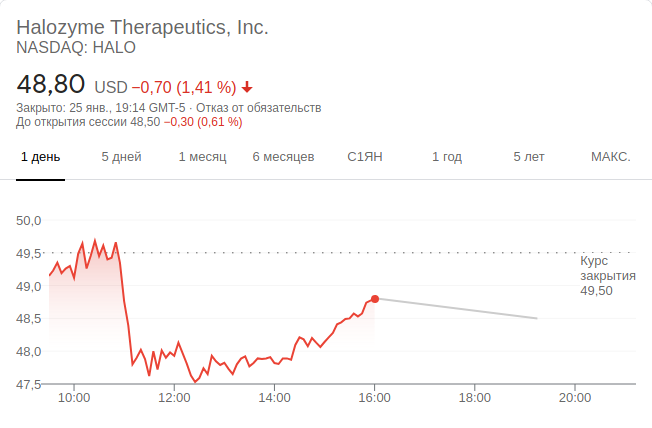 Halozyme Therapeutics, Inc.
NASDAQ: HALO
48,80 USD −0,70 (1,41 %)
Закрыто: 25 янв., 19:14 GMT-5 · Отказ от обязательств
До открытия сессии 48,50 −0,30 (0,61 %)
1 день 5 дней 1 месяц 6 месяцев С1ЯН 1 год 5 лет МАКС.
50,0
49,5
Курс
закрытия
49,50
49,0
48,5
48,0
47,5
10:00 12:00 14:00 16:00 18:00 20:00